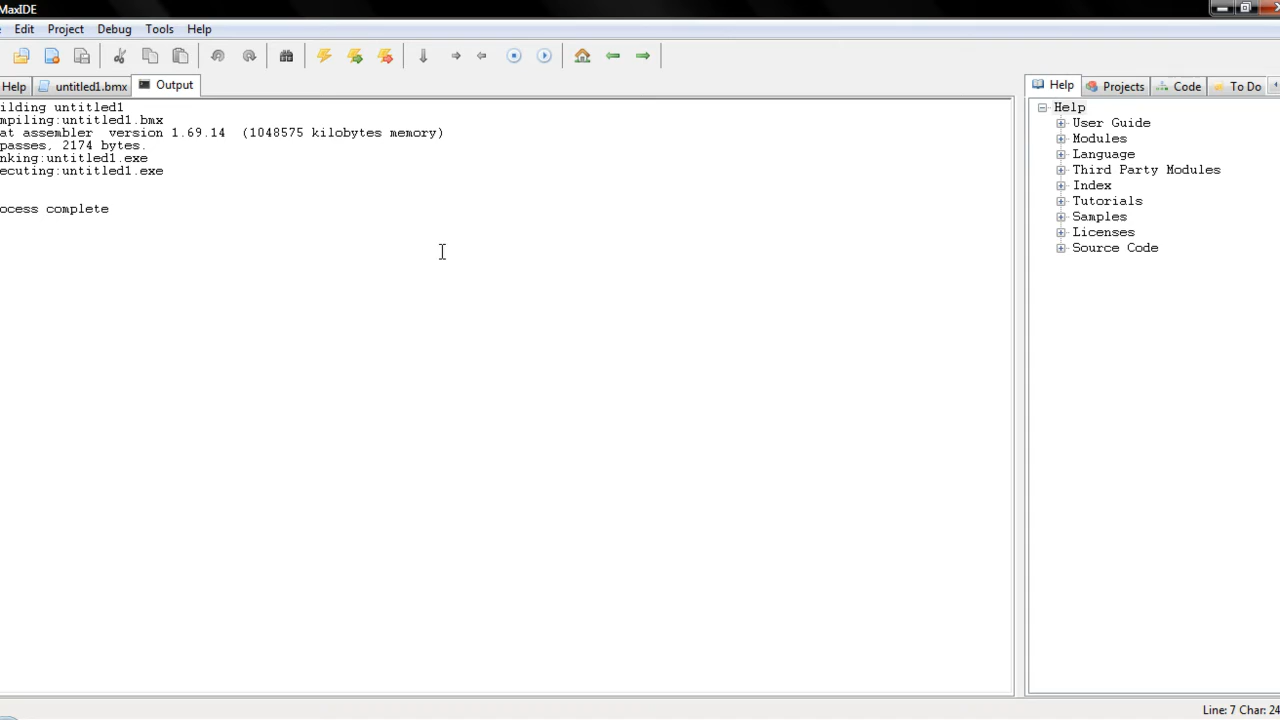 MaxIDE
Edit Project Debug Tools Help
Help untitled1.bmx Output
Help Projects Code To Do
ilding untitled1
mpiling:untitled1.bmx
at assembler version 1.69.14 (1048575 kilobytes memory)
passes, 2174 bytes.
nking:untitled1.exe
ecuting:untitled1.exe
ocess complete
Help
User Guide
Modules
Language
Third Party Modules
Index
Tutorials
Samples
Licenses
Source Code
Line: 7 Char: 24